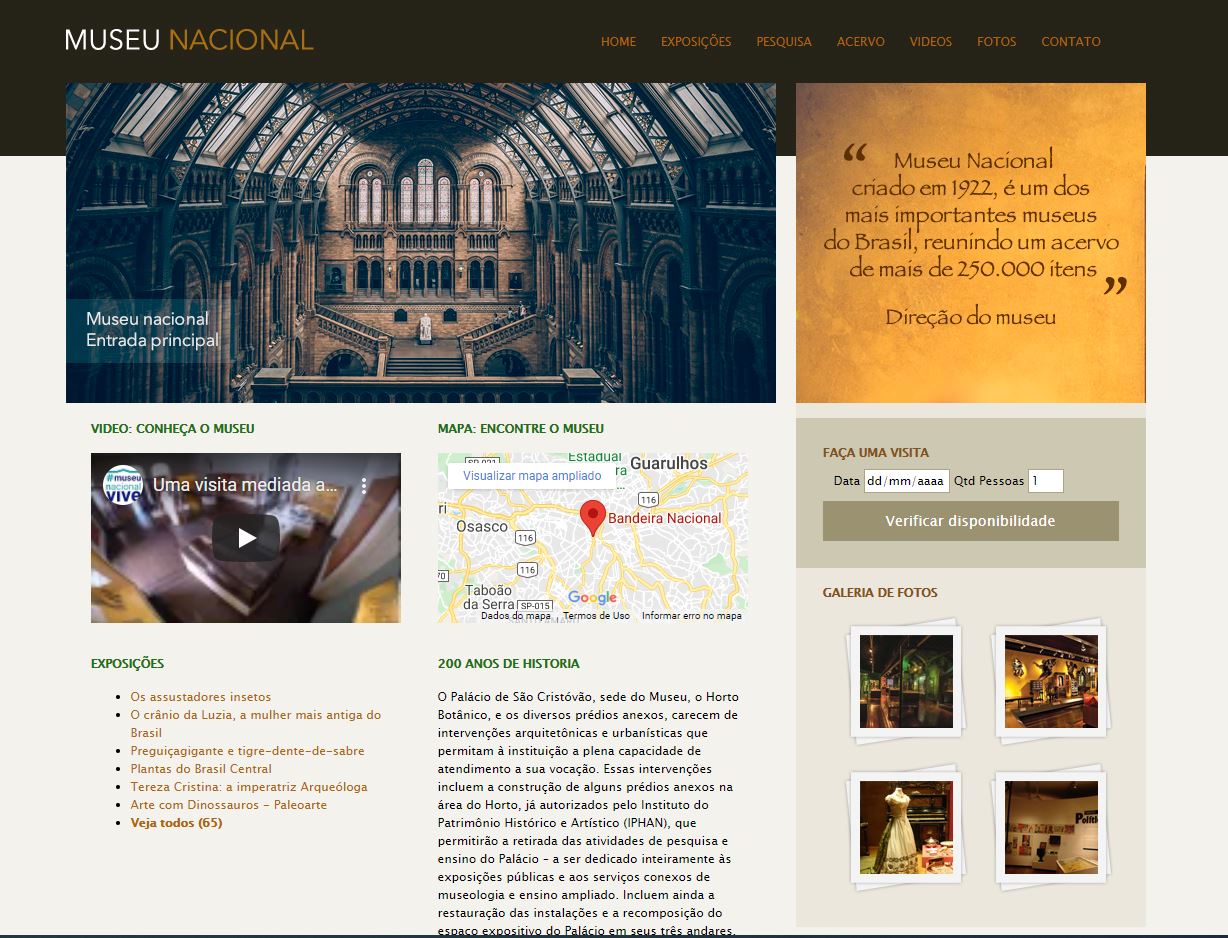 MUSEU NACIONAL
HOME EXPOSIÇÕES PESQUISA ACERVO VIDEOS FOTOS CONTATO
Museu nacional
Entrada principal
“ Museu Nacional
criado em 1922, é um dos
mais importantes museus
do Brasil, reunindo um acervo
de mais de 250.000 itens ”
Direção do museu
VIDEO: CONHEÇA O MUSEU
#museu
nacional
VIVE
Uma visita mediada a...
MAPA: ENCONTRE O MUSEU
Visualizar mapa ampliado
SP-021
Estadual
ra
...
Guarulhos
116
ri
Osasco
116
Bandeira Nacional
116
70
Taboão
da Serra
SP-015
Google
Dados do mapa Termos de Uso Informar erro no mapa
FAÇA UMA VISITA
Data dd/mm/aaaa Qtd Pessoas 1
Verificar disponibilidade
GALERIA DE FOTOS
EXPOSIÇÕES
Os assustadores insetos
O crânio da Luzia, a mulher mais antiga do
Brasil
Preguiçagigante e tigre-dente-de-sabre
Plantas do Brasil Central
Tereza Cristina: a imperatriz Arqueóloga
Arte com Dinossauros - Paleoarte
Veja todos (65)
200 ANOS DE HISTORIA
O Palácio de São Cristóvão, sede do Museu, o Horto
Botânico, e os diversos prédios anexos, carecem de
intervenções arquitetônicas e urbanísticas que
permitam à instituição a plena capacidade de
atendimento a sua vocação. Essas intervenções
incluem a construção de alguns prédios anexos na
área do Horto, já autorizados pelo Instituto do
Patrimônio Histórico e Artístico (IPHAN), que
permitirão a retirada das atividades de pesquisa e
ensino do Palácio - a ser dedicado inteiramente às
exposições públicas e aos serviços conexos de
museologia e ensino ampliado. Incluem ainda a
restauração das instalações e a recomposição do
espaço expositivo do Palácio em seus três andares.